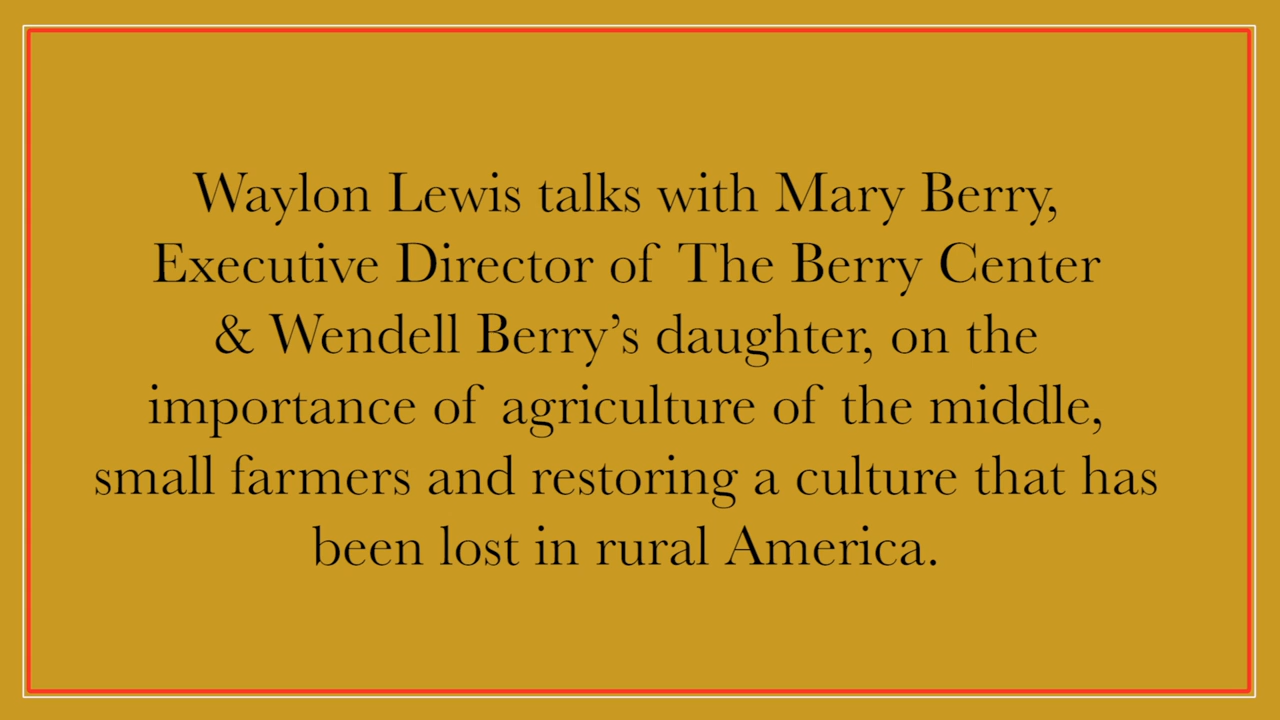 Waylon Lewis talks with Mary Berry,
Executive Director of The Berry Center
& Wendell Berry’s daughter, on the
importance of agriculture of the middle,
small farmers and restoring a culture that has
been lost in rural America.